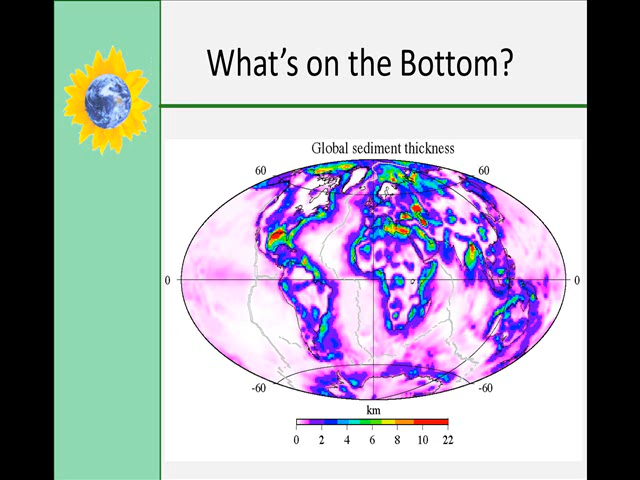 What's on the Bottom?
Global sediment thickness
60 60
0 0
-60 -60
km
0 2 4 6 8 10 22